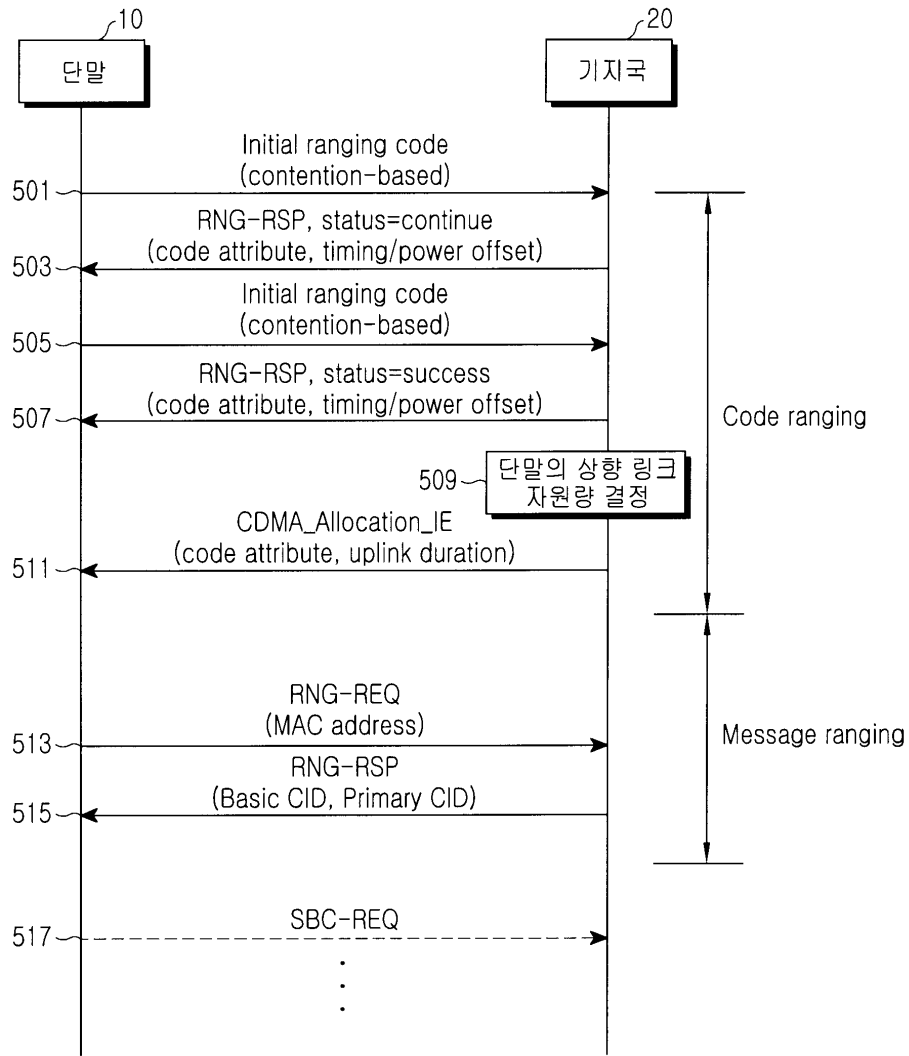 10
20
단말
기지국
Initial ranging code
(contention-based)
501
RNG-RSP, status=continue
(code attribute, timing/power offset)
503
Initial ranging code
(contention-based)
505
RNG-RSP, status=success
(code attribute, timing/power offset)
507
Code ranging
509
단말의 상향 링크
자원량 결정
CDMA_Allocation_IE
(code attribute, uplink duration)
511
RNG-REQ
(MAC address)
513
Message ranging
RNG-RSP
(Basic CID, Primary CID)
515
SBC-REQ
517